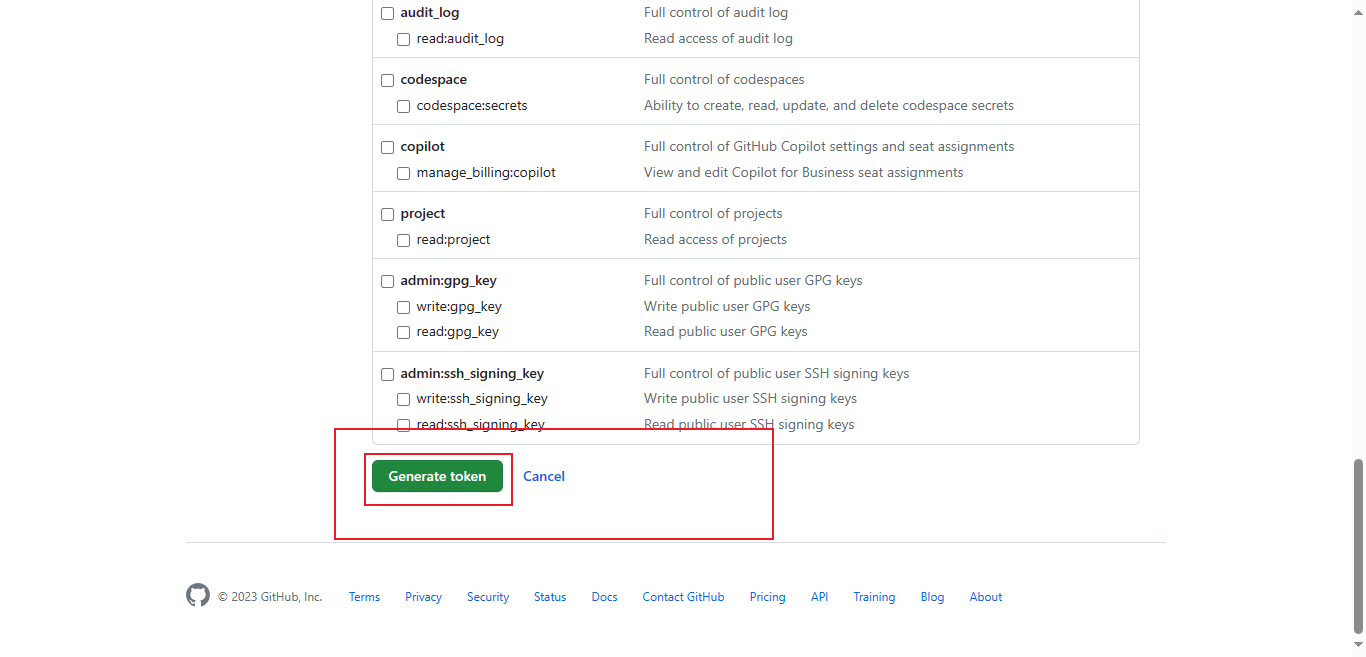 audit_log Full control of audit log
read:audit_log Read access of audit log
codespace Full control of codespaces
codespace:secrets Ability to create, read, update, and delete codespace secrets
copilot Full control of GitHub Copilot settings and seat assignments
manage_billing:copilot View and edit Copilot for Business seat assignments
project Full control of projects
read:project Read access of projects
admin:gpg_key Full control of public user GPG keys
write:gpg_key Write public user GPG keys
read:gpg_key Read public user GPG keys
admin:ssh_signing_key Full control of public user SSH signing keys
write:ssh_signing_key Write public user SSH signing keys
read:ssh_signing_key Read public user SSH signing keys
Generate token Cancel
© 2023 GitHub, Inc. Terms Privacy Security Status Docs Contact GitHub Pricing API Training Blog About